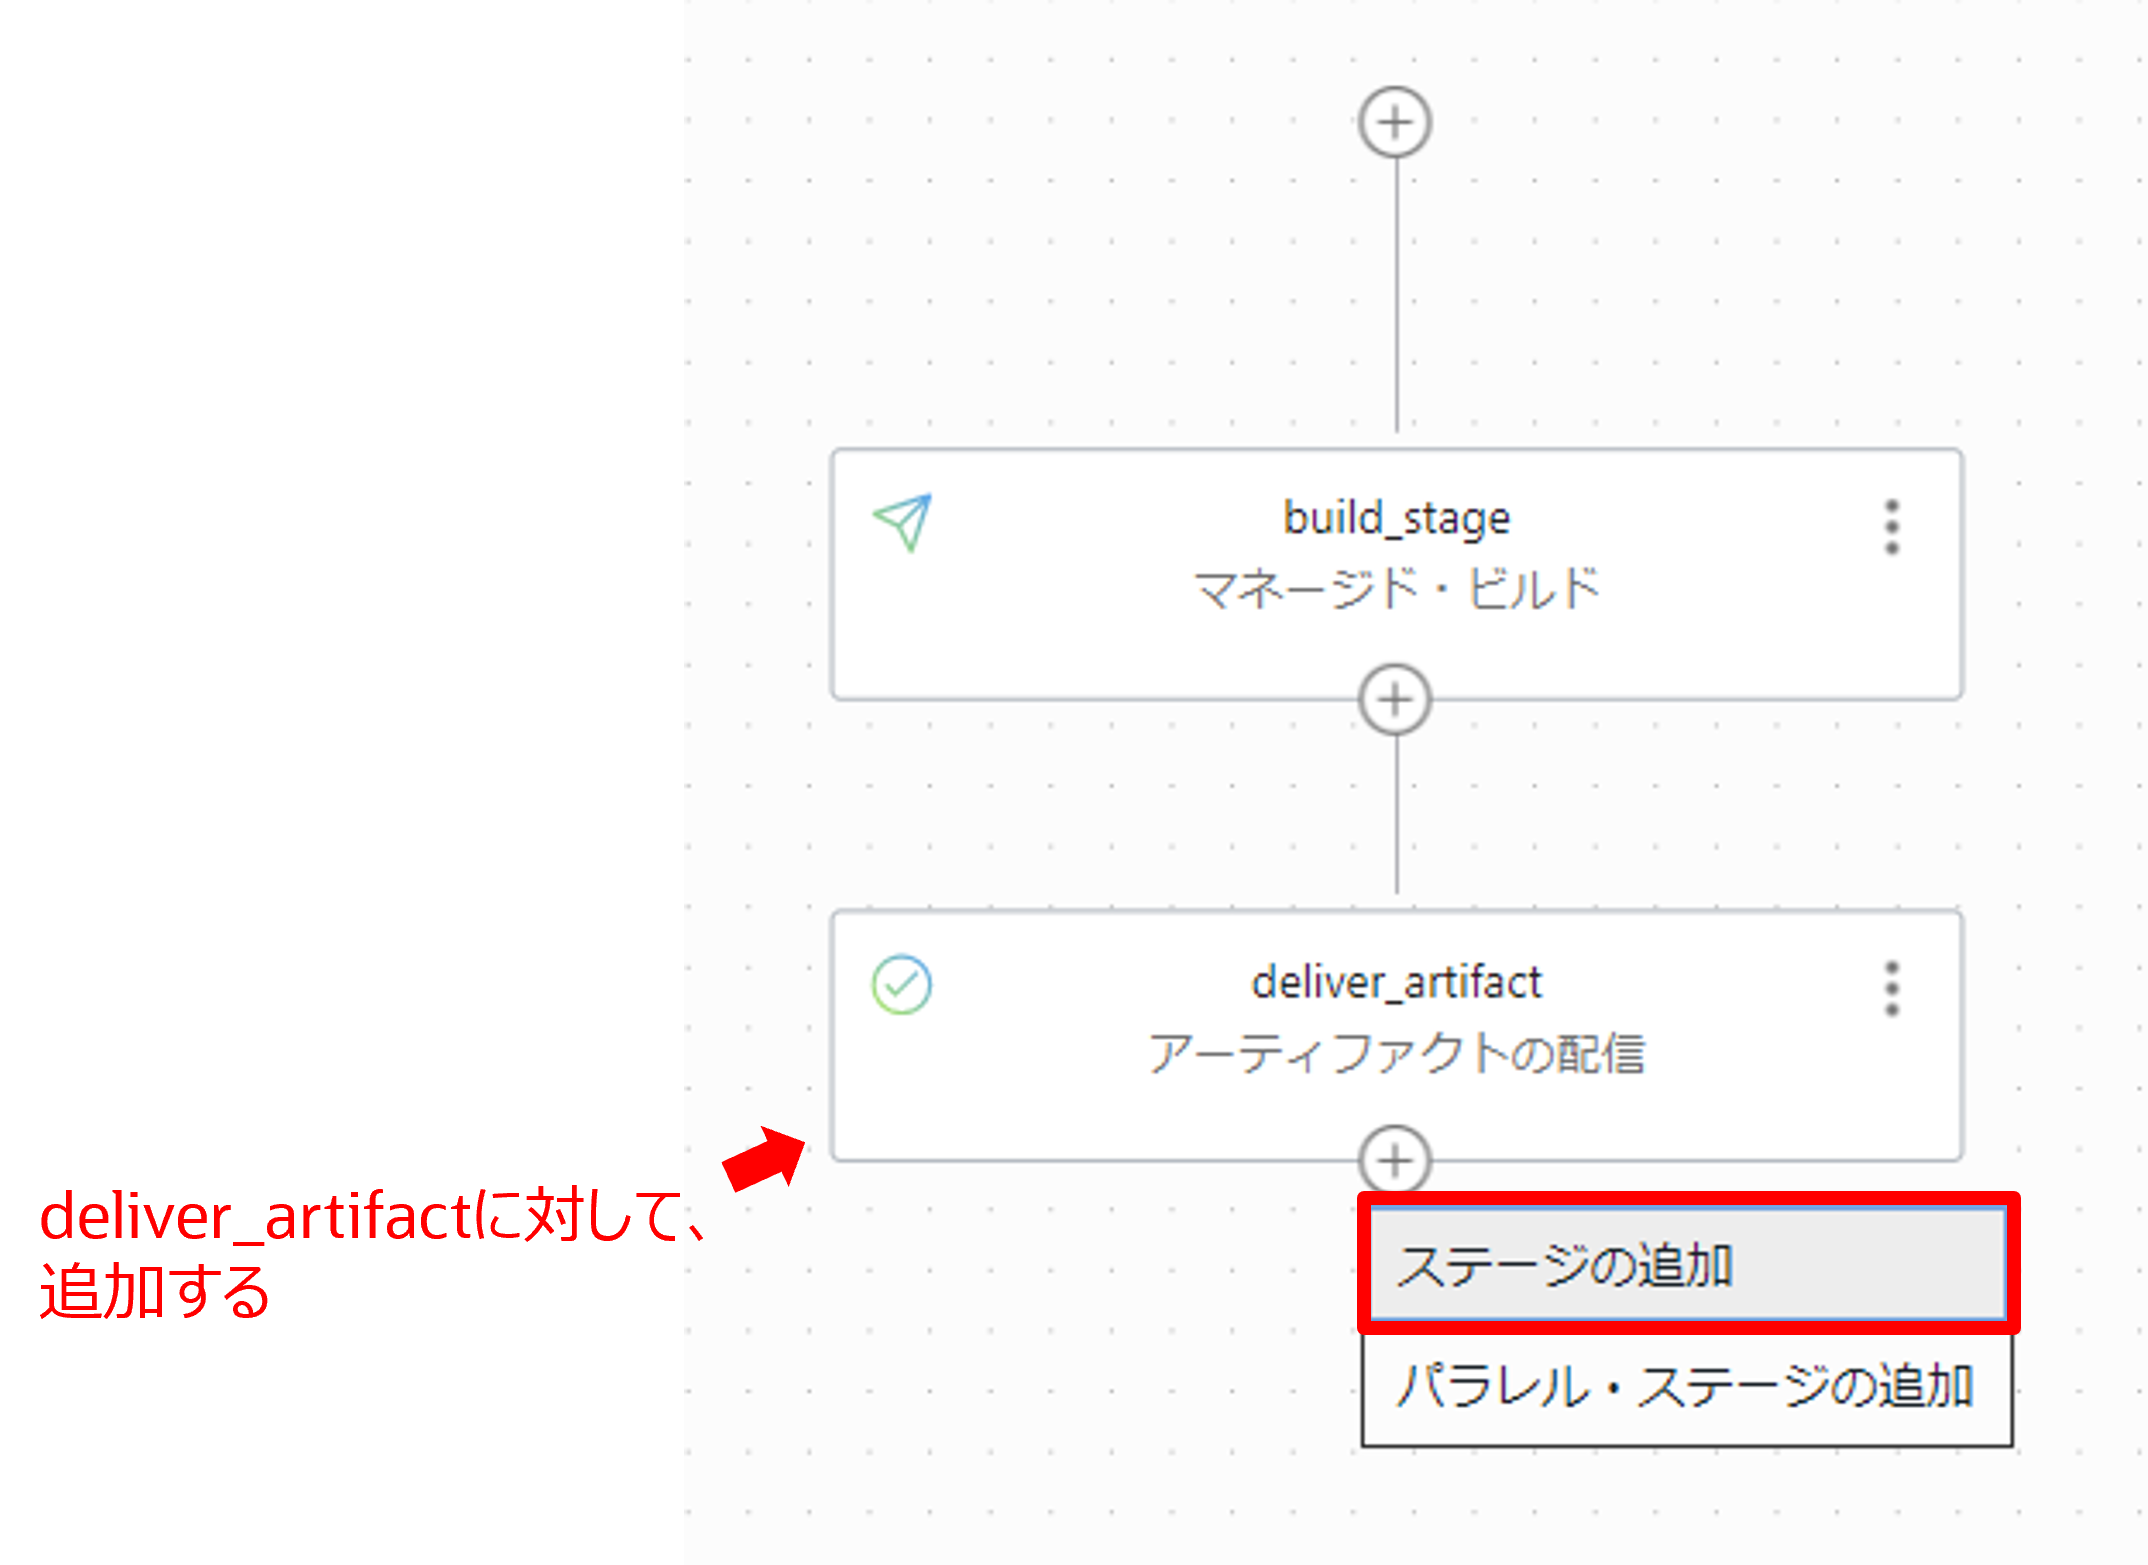 build_stage
マネージド・ビルド
deliver_artifact
アーティファクトの配信
deliver_artifactに対して、
追加する
ステージの追加
パラレル・ステージの追加